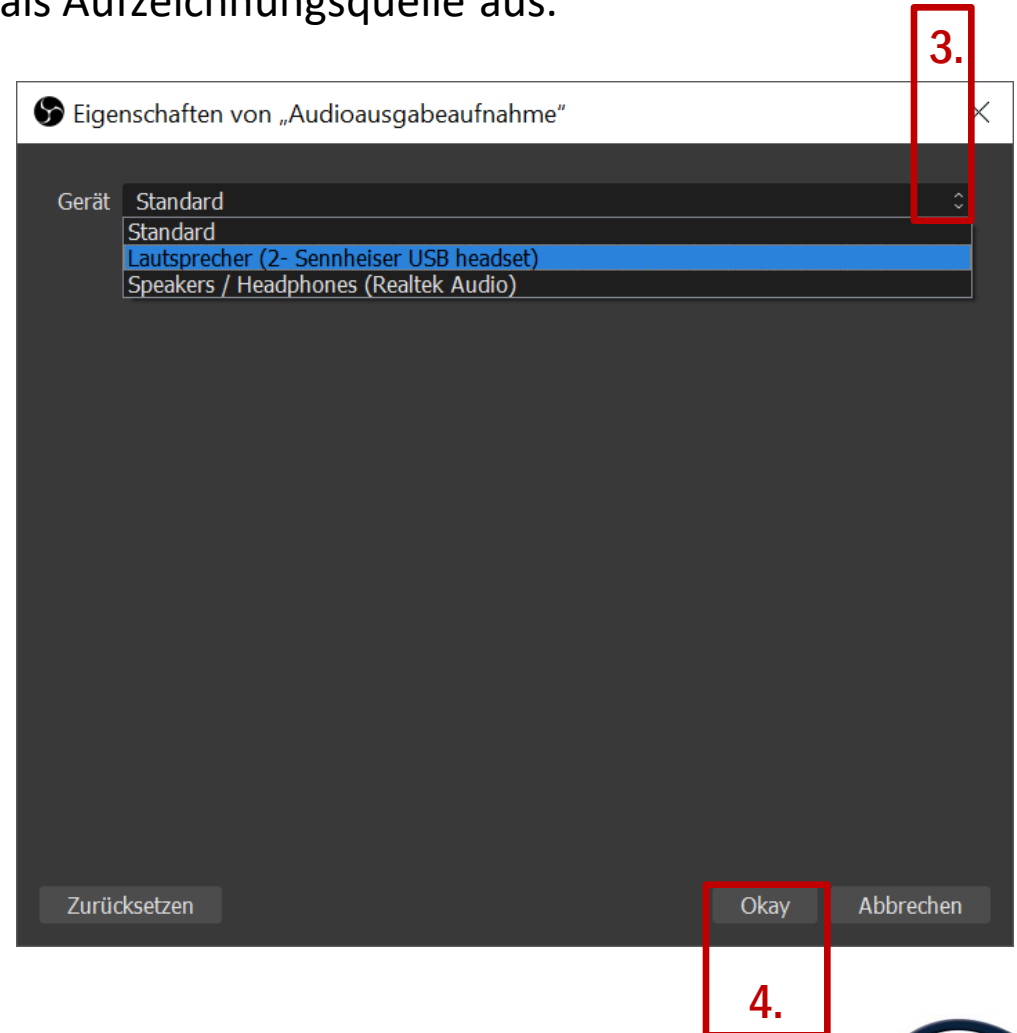 als Aufzeichnungsquelle aus.
3.
Eigenschaften von „Audioausgabeaufnahme“
Gerät Standard
Standard
Lautsprecher (2- Sennheiser USB headset)
Speakers / Headphones (Realtek Audio)
Zurücksetzen Okay Abbrechen
4.